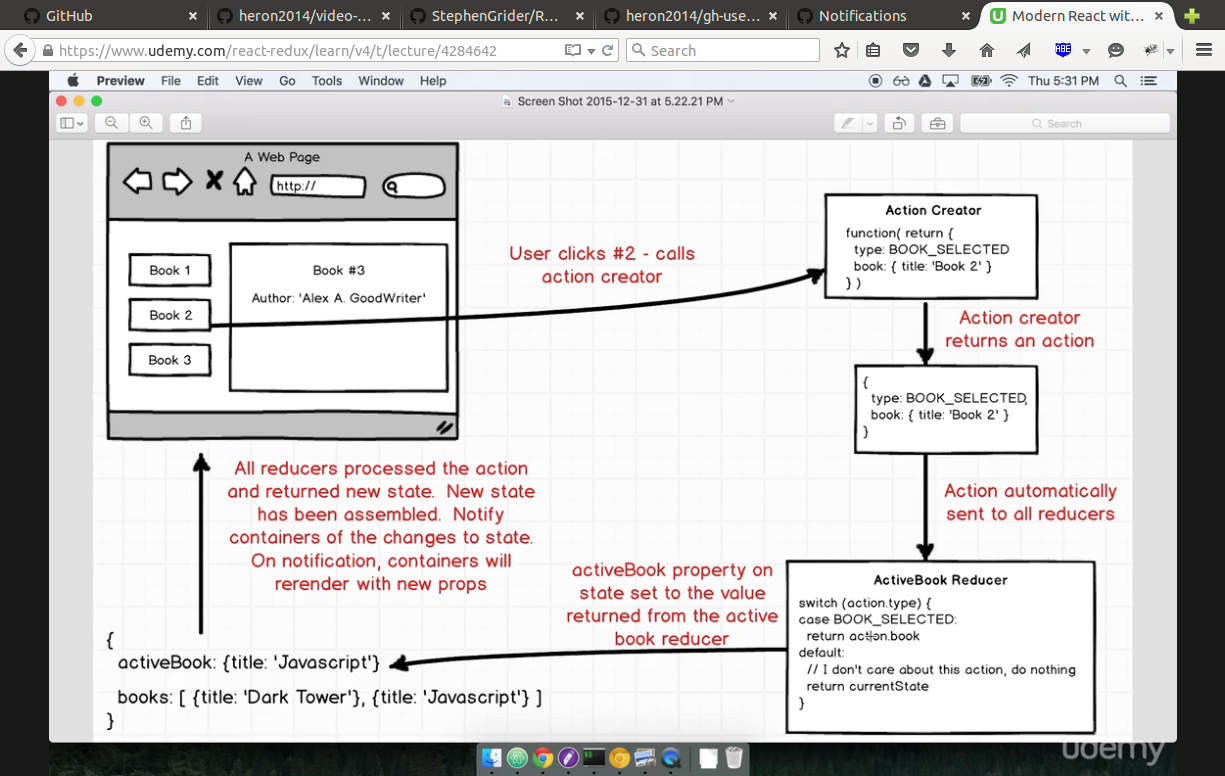 GitHub
heron2014/video-...
StephenGrider/R...
heron2014/gh-use...
Notifications
Modern React wit...
https://www.udemy.com/react-redux/learn/v4/t/lecture/4284642
Search
ABP
Preview File Edit View Go Tools Window Help
Thu 5:31 PM
Screen Shot 2015-12-31 at 5.22.21 PM
Search
A Web Page
http://
Book 1
Book 2
Book 3
Book #3
Author: 'Alex A. GoodWriter'
User clicks #2 - calls
action creator
Action Creator
function( return {
type: BOOK_SELECTED
book: { title: 'Book 2' }
} )
Action creator
returns an action
{
type: BOOK_SELECTED,
book: { title: 'Book 2' }
}
Action automatically
sent to all reducers
ActiveBook Reducer
switch (action.type) {
case BOOK_SELECTED:
return action.book
default:
// I don't care about this action, do nothing
return currentState
}
activeBook property on
state set to the value
returned from the active
book reducer
All reducers processed the action
and returned new state. New state
has been assembled. Notify
containers of the changes to state.
On notification, containers will
rerender with new props
{
activeBook: {title: 'Javascript'}
books: [ {title: 'Dark Tower'}, {title: 'Javascript'} ]
}
udemy